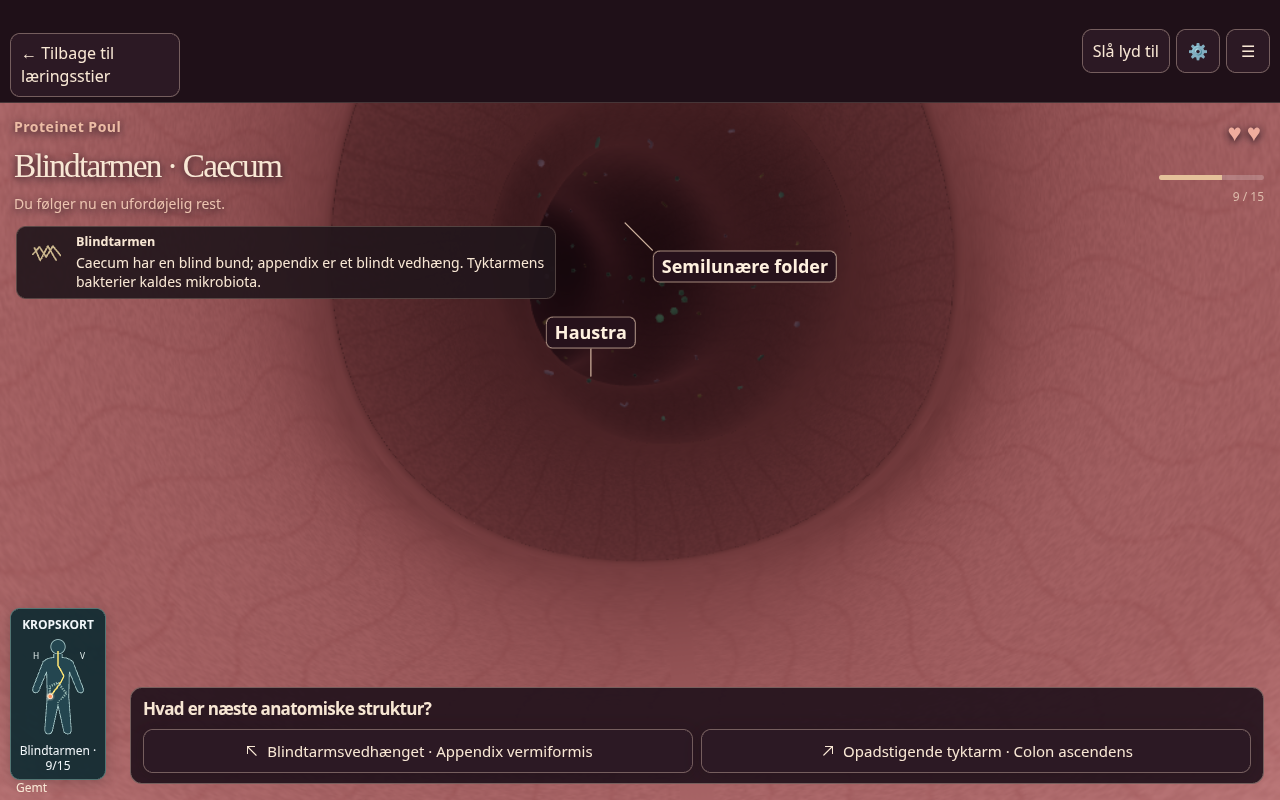 ← Tilbage til
læringsstier
Slå lyd til
Proteinet Poul
Blindtarmen · Caecum
Du følger nu en ufordøjelig rest.
9 / 15
Blindtarmen
Caecum har en blind bund; appendix er et blindt vedhæng. Tyktarmens
bakterier kaldes mikrobiota.
Semilunære folder
Haustra
KROPSKORT
H V
Blindtarmen ·
9/15
Gemt
Hvad er næste anatomiske struktur?
↖ Blindtarmsvedhænget · Appendix vermiformis
↗ Opadstigende tyktarm · Colon ascendens